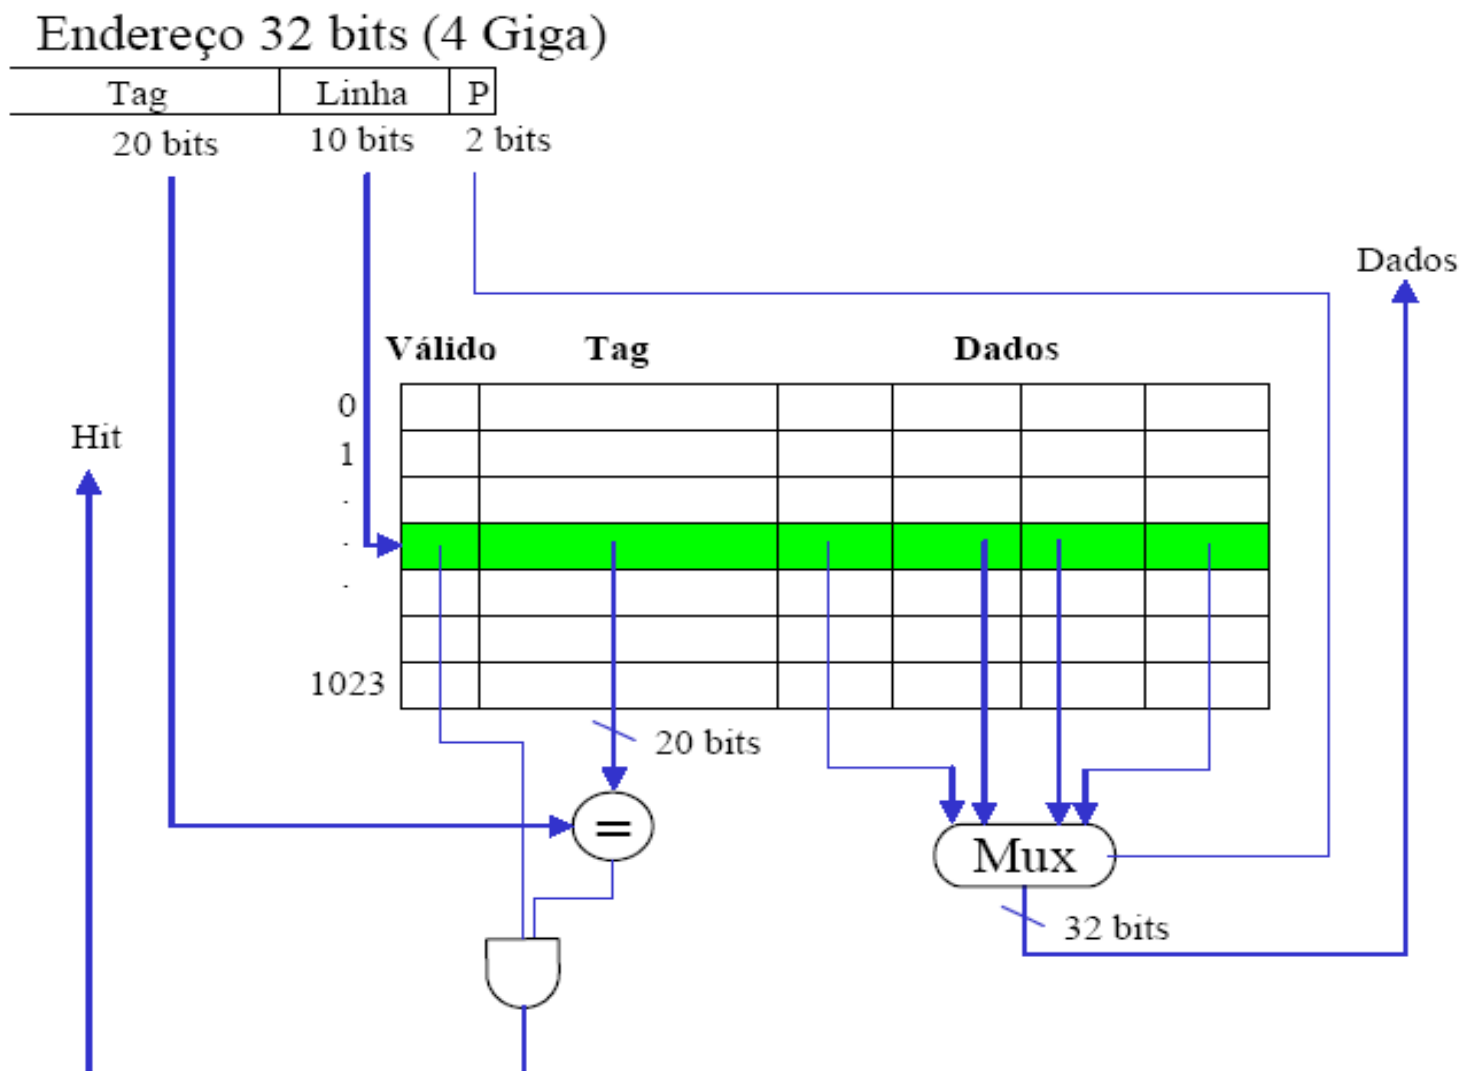 Endereço 32 bits (4 Giga)
Tag Linha P
20 bits 10 bits 2 bits
Dados
Válido Tag Dados
0
Hit
1
.
.
.
1023
20 bits
=
Mux
32 bits